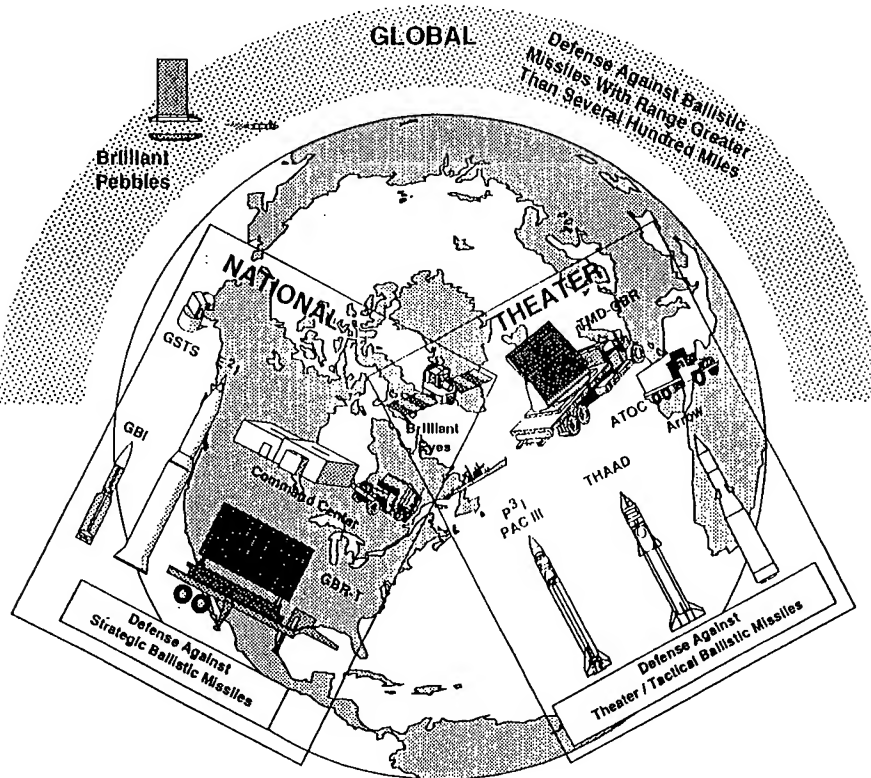 GLOBAL
Defense Against Ballistic
Missiles With Range Greater
Than Several Hundred Miles
Brilliant
Pebbles
NATIONAL
THEATER
GSTS
TMD-GBR
GBI
Brilliant
Eyes
ATOC
Arrow
Command Center
THAAD
P3I
PAC III
GBR-T
Defense Against
Strategic Ballistic Missiles
Defense Against
Theater / Tactical Ballistic Missiles